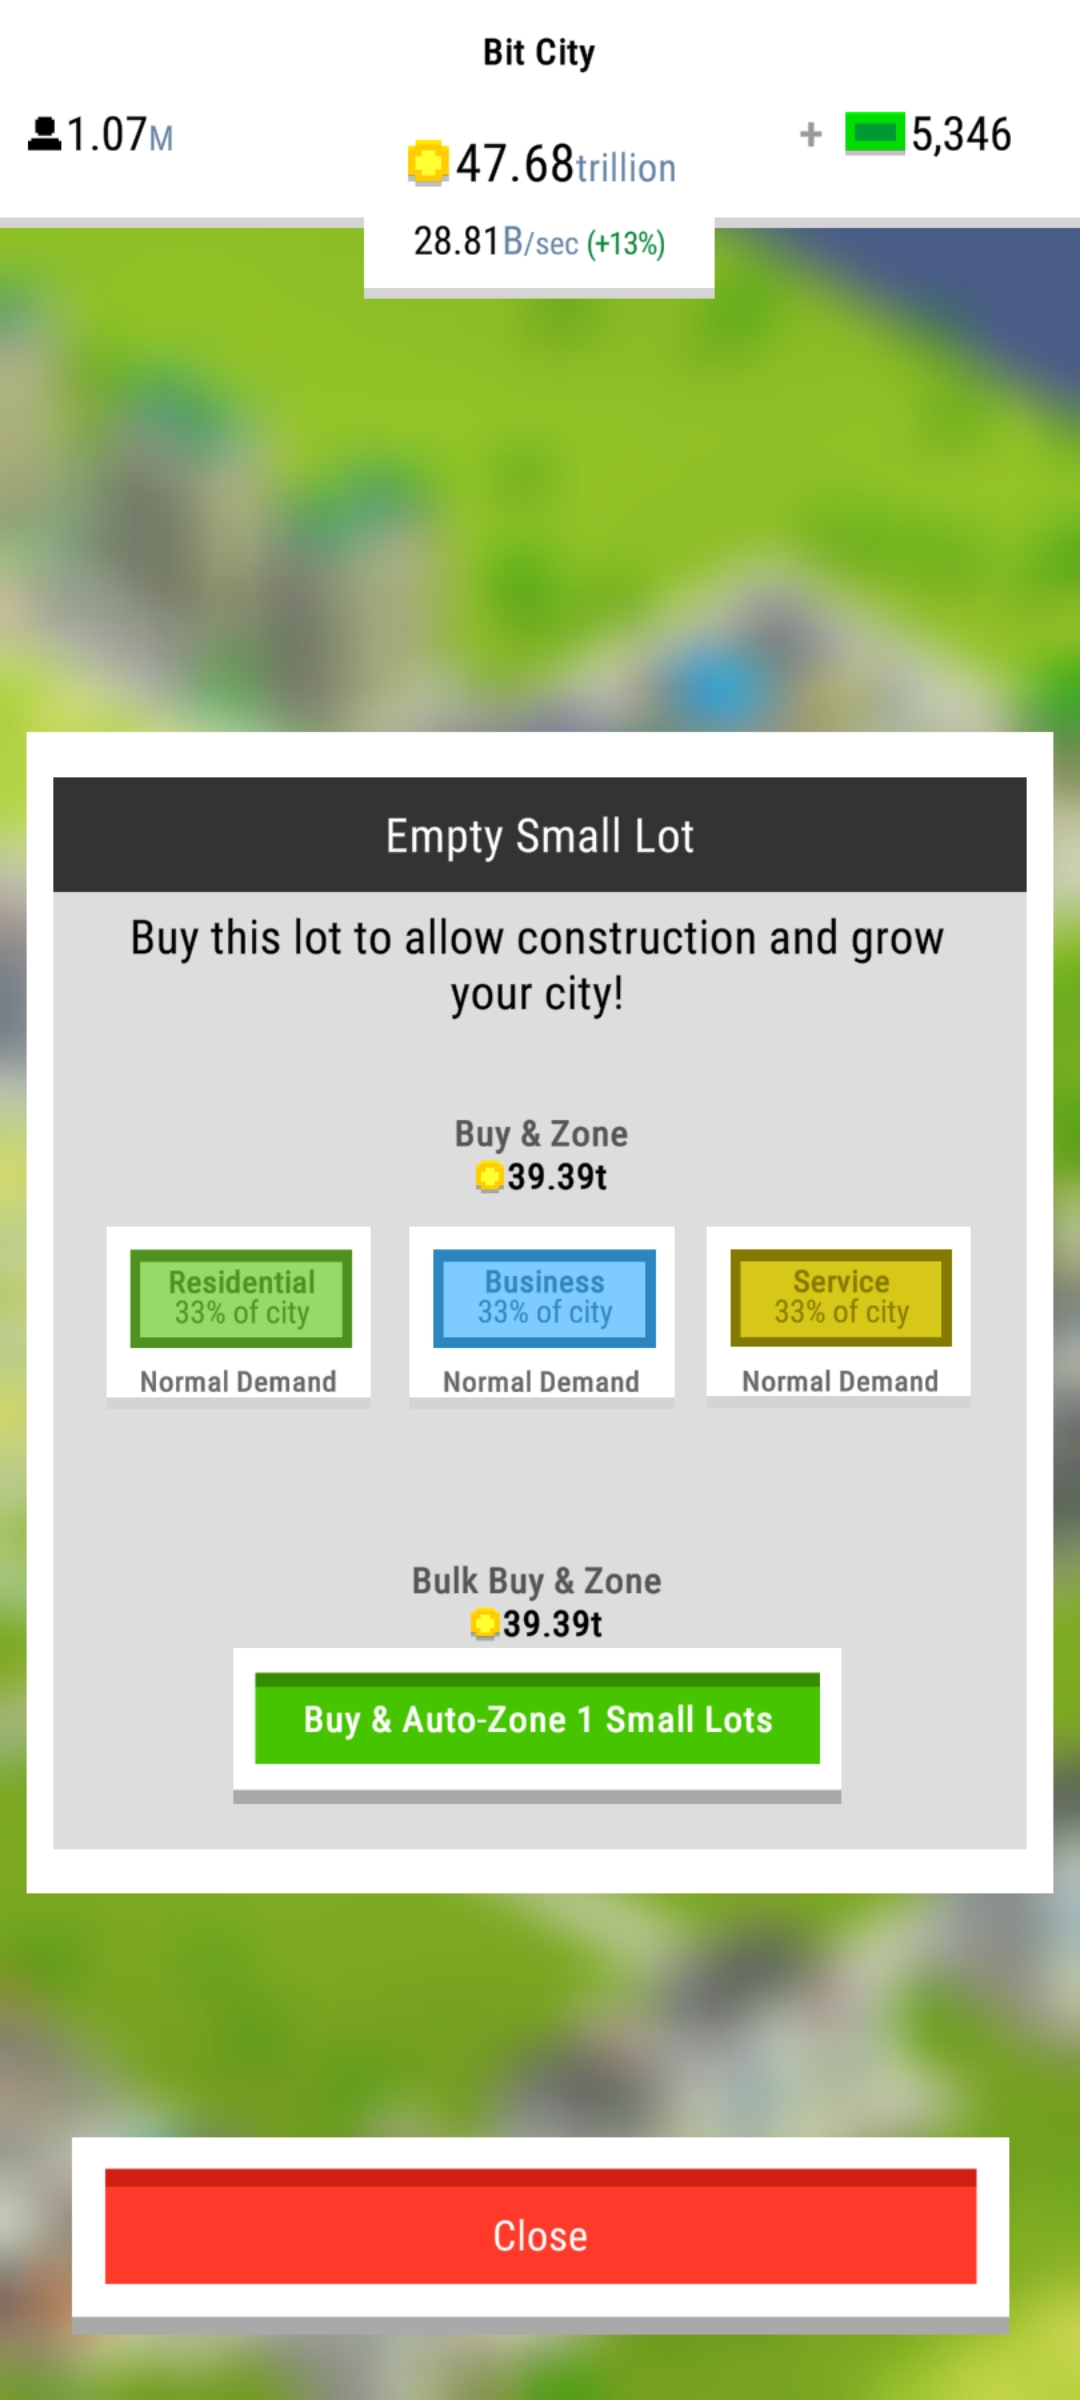 Bit City
1.07M
47.68trillion
+ 5,346
28.81B/sec (+13%)
Empty Small Lot
Buy this lot to allow construction and grow
your city!
Buy & Zone
39.39t
Residential
33% of city
Normal Demand
Business
33% of city
Normal Demand
Service
33% of city
Normal Demand
Bulk Buy & Zone
39.39t
Buy & Auto-Zone 1 Small Lots
Close